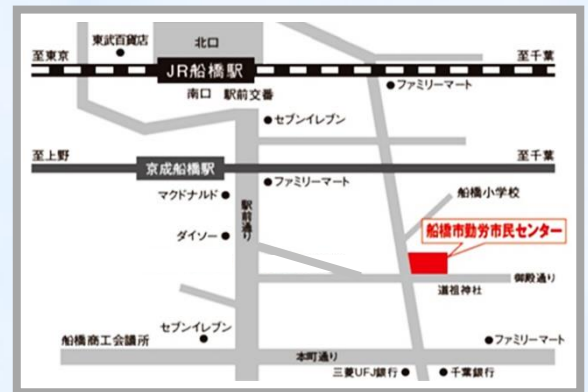 東武百貨店
北口
至東京
至千葉
JR船橋駅
南口 駅前交番
ファミリーマート
セブンイレブン
至上野
至千葉
京成船橋駅
マクドナルド
ファミリーマート
船橋小学校
駅前通り
ダイソー
船橋市勤労市民センター
御殿通り
道祖神社
セブンイレブン
船橋商工会議所
ファミリーマート
本町通り
三菱UFJ銀行
千葉銀行